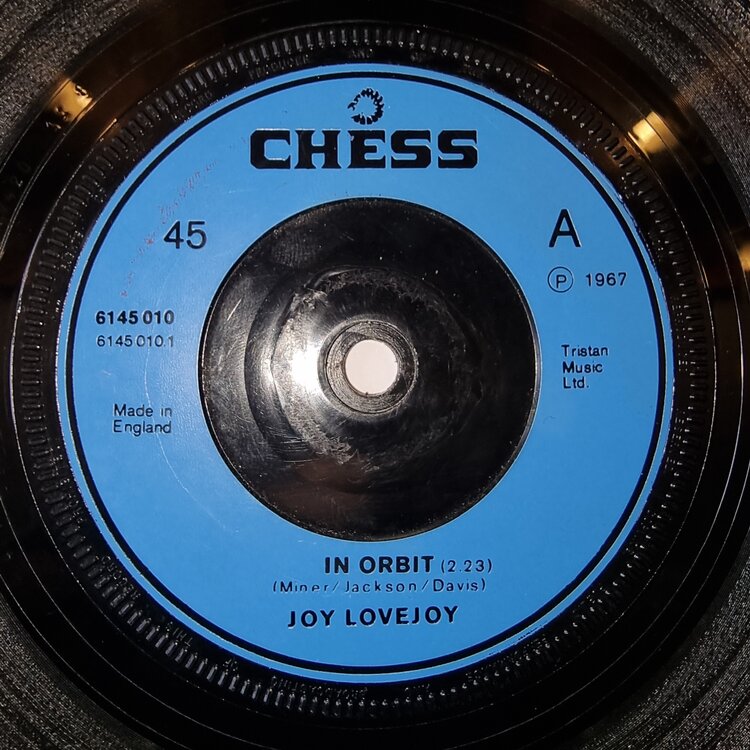 CHESS
45
A
Ⓟ 1967
6145 010
6145 010.1
Tristan
Music
Ltd.
Made in
England
IN ORBIT (2.23)
(Miner/Jackson/Davis)
JOY LOVEJOY